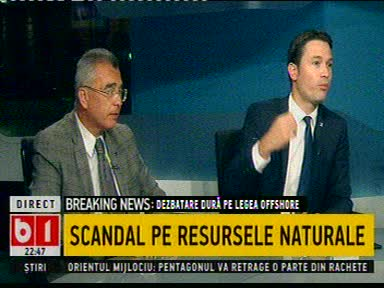 DIRECT
BREAKING NEWS: DEZBATARE DURĂ PE LEGEA OFFSHORE
b1
22:47
SCANDAL PE RESURSELE NATURALE
ȘTIRI
ORIENTUL MIJLOCIU: PENTAGONUL VA RETRAGE O PARTE DIN RACHETE